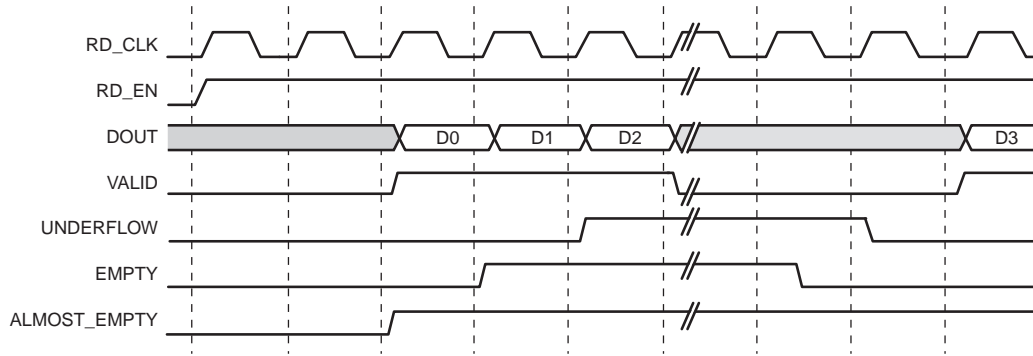 RD_CLK
RD_EN
DOUT D0 D1 D2 D3
VALID
UNDERFLOW
EMPTY
ALMOST_EMPTY